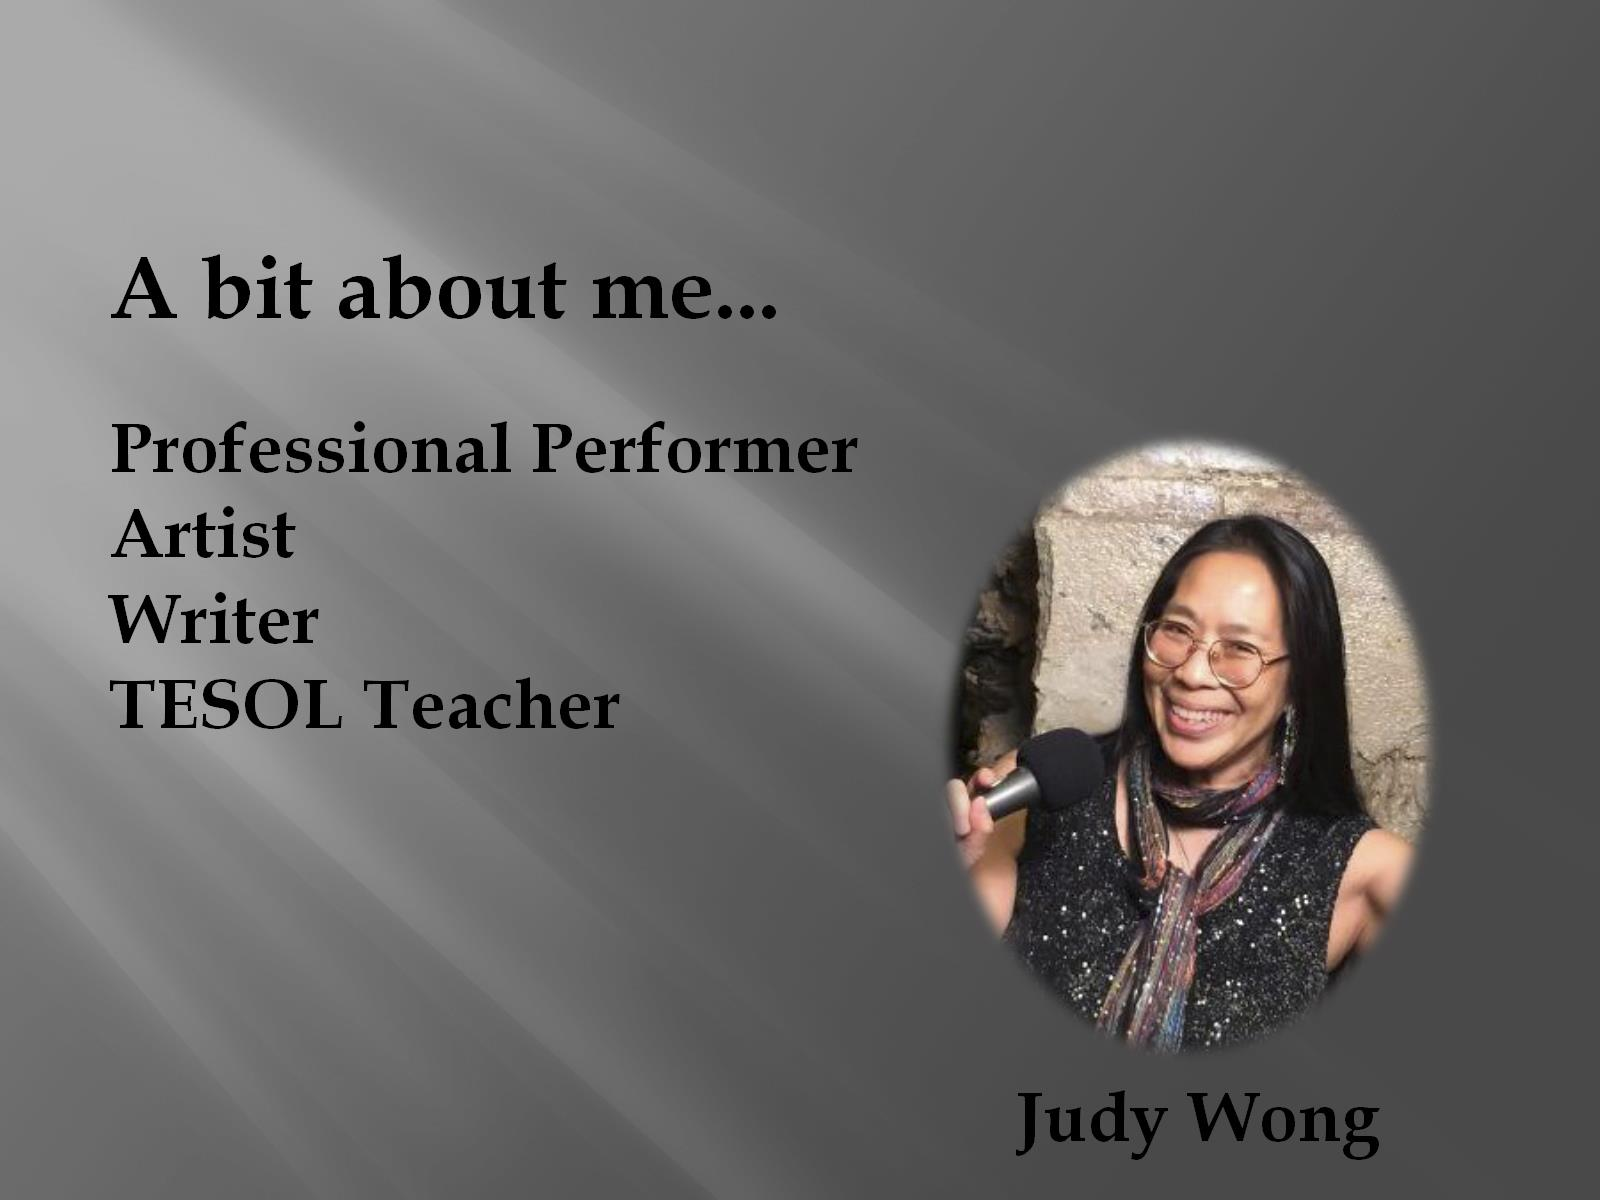 A bit about me...
Professional Performer
Artist
Writer
TESOL Teacher
Judy Wong